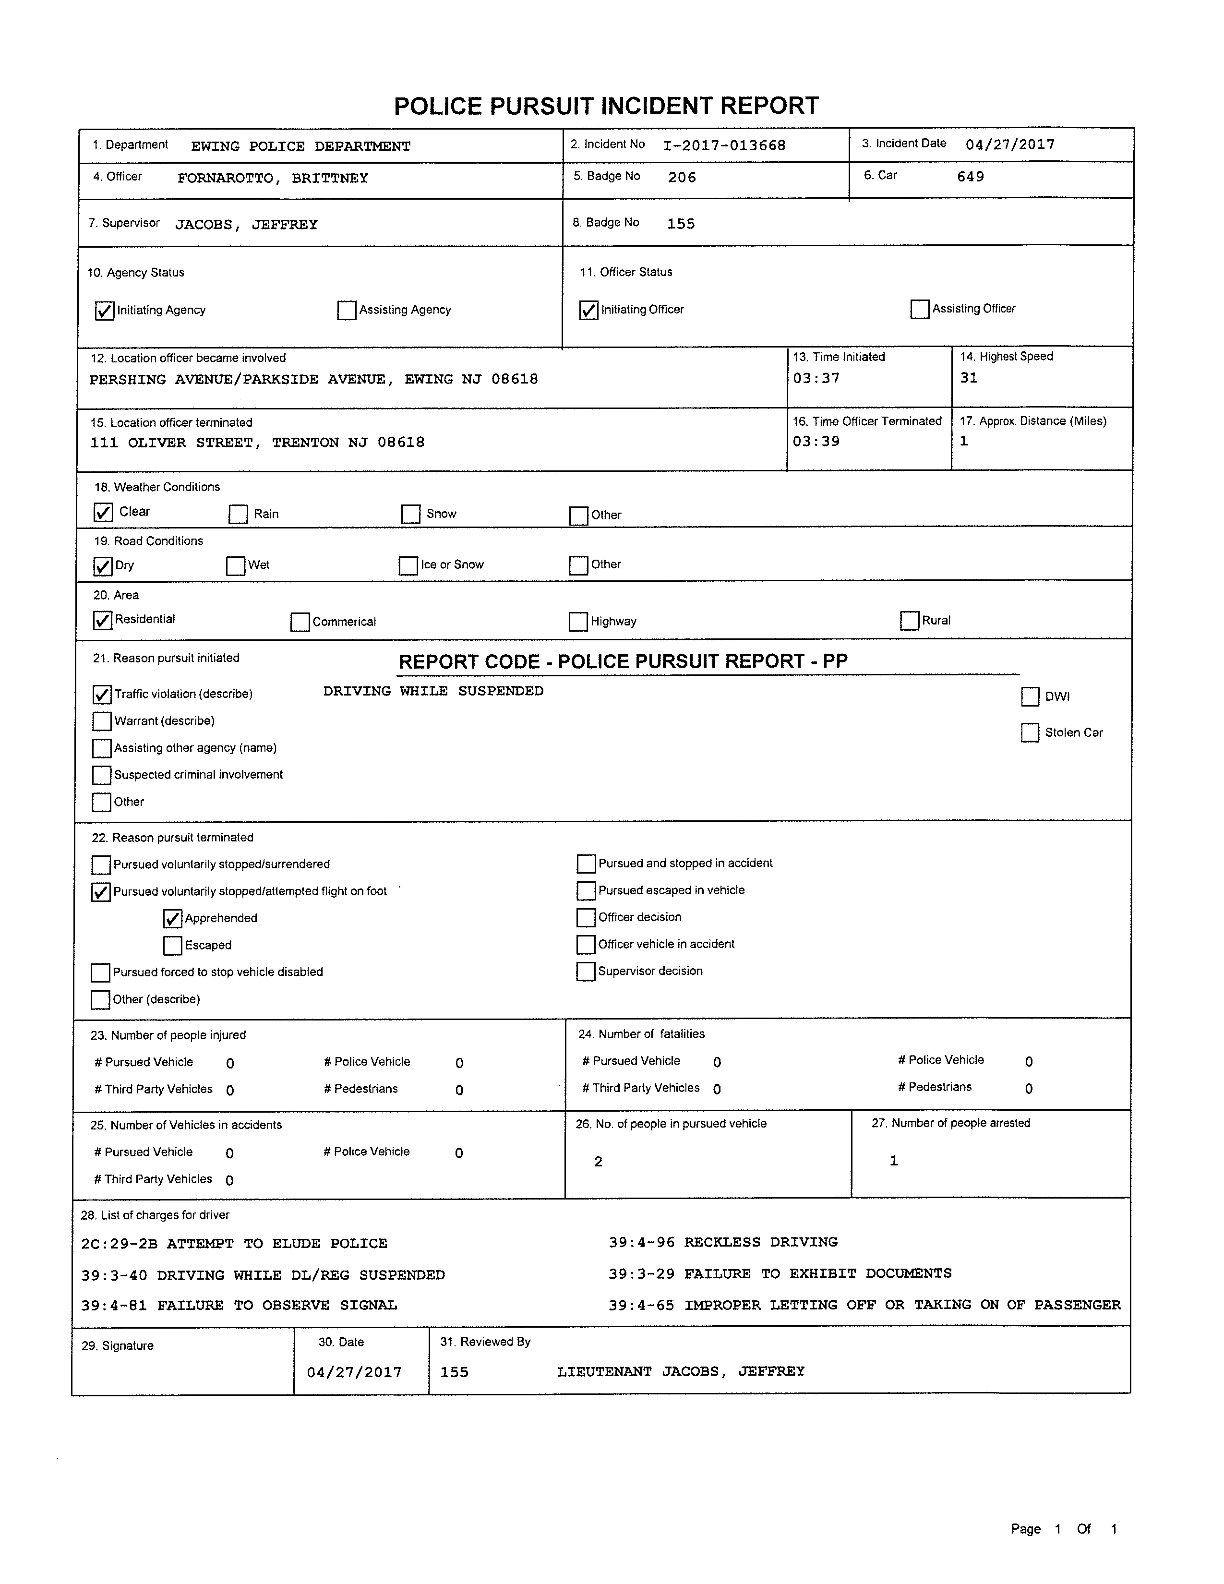 POLICE PURSUIT INCIDENT REPORT
1. Department EWING POLICE DEPARTMENT 2. Incident No I-2017-013668 3. Incident Date 04/27/2017
4. Officer FORNAROTTO, BRITTNEY 5. Badge No 206 6. Car 649
7. Supervisor JACOBS, JEFFREY 8. Badge No 155
10. Agency Status 11. Officer Status
Initiating Agency Assisting Agency Initiating Officer Assisting Officer
12. Location officer became involved 13. Time Initiated 14. Highest Speed
PERSHING AVENUE/PARKSIDE AVENUE, EWING NJ 08618 03:37 31
15. Location officer terminated 16. Time Officer Terminated 17. Approx. Distance (Miles)
111 OLIVER STREET, TRENTON NJ 08618 03:39 1
18. Weather Conditions
Clear Rain Snow Other
19. Road Conditions
Dry Wet Ice or Snow Other
20. Area
Residential Commerical Highway Rural
21. Reason pursuit initiated REPORT CODE - POLICE PURSUIT REPORT - PP
Traffic violation (describe) DRIVING WHILE SUSPENDED DWI
Warrant (describe)
Stolen Car
Assisting other agency (name)
Suspected criminal involvement
Other
22. Reason pursuit terminated
Pursued voluntarily stopped/surrendered Pursued and stopped in accident
Pursued voluntarily stopped/attempted flight on foot Pursued escaped in vehicle
Apprehended Officer decision
Escaped Officer vehicle in accident
Pursued forced to stop vehicle disabled Supervisor decision
Other (describe)
23. Number of people injured 24. Number of fatalities
# Pursued Vehicle 0 # Police Vehicle 0 # Pursued Vehicle 0 # Police Vehicle 0
# Third Party Vehicles 0 # Pedestrians 0 # Third Party Vehicles 0 # Pedestrians 0
25. Number of Vehicles in accidents 26. No. of people in pursued vehicle 27. Number of people arrested
# Pursued Vehicle 0 # Police Vehicle 0 2 1
# Third Party Vehicles 0
28. List of charges for driver
2C:29-2B ATTEMPT TO ELUDE POLICE 39:4-96 RECKLESS DRIVING
39:3-40 DRIVING WHILE DL/REG SUSPENDED 39:3-29 FAILURE TO EXHIBIT DOCUMENTS
39:4-81 FAILURE TO OBSERVE SIGNAL 39:4-65 IMPROPER LETTING OFF OR TAKING ON OF PASSENGER
29. Signature 30. Date 31. Reviewed By
04/27/2017 155 LIEUTENANT JACOBS, JEFFREY
Page 1 Of 1